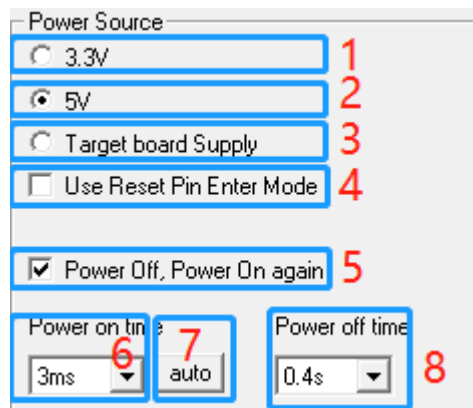 Power Source
3.3V 1
5V 2
Target board Supply 3
Use Reset Pin Enter Mode 4
Power Off, Power On again 5
Power on time Power off time
3ms 6 auto 7 0.4s 8